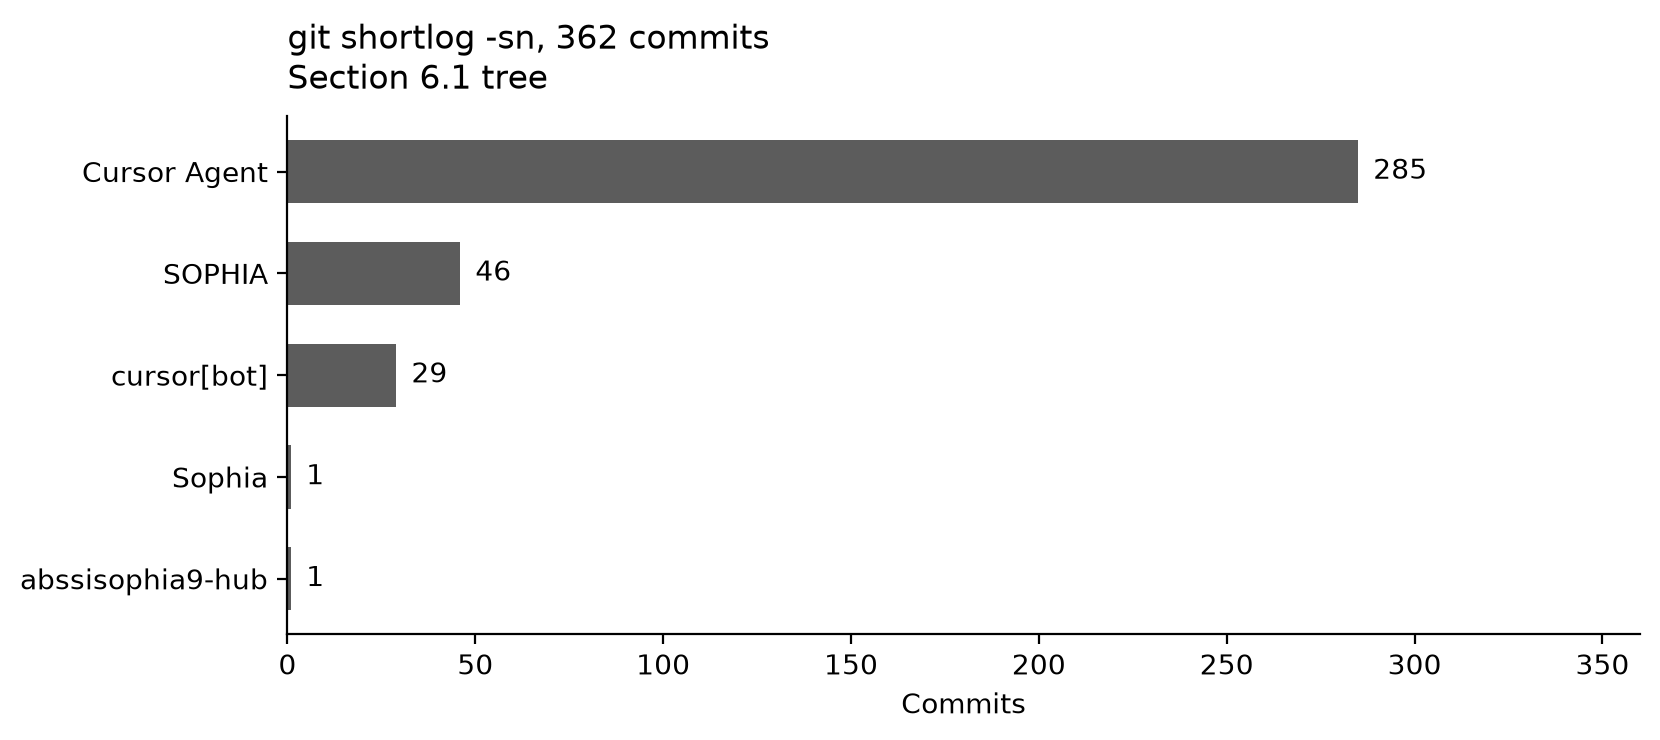 git shortlog -sn, 362 commits
Section 6.1 tree
Cursor Agent 285
SOPHIA 46
cursor[bot] 29
Sophia 1
abssisophia9-hub 1
0 50 100 150 200 250 300 350
Commits